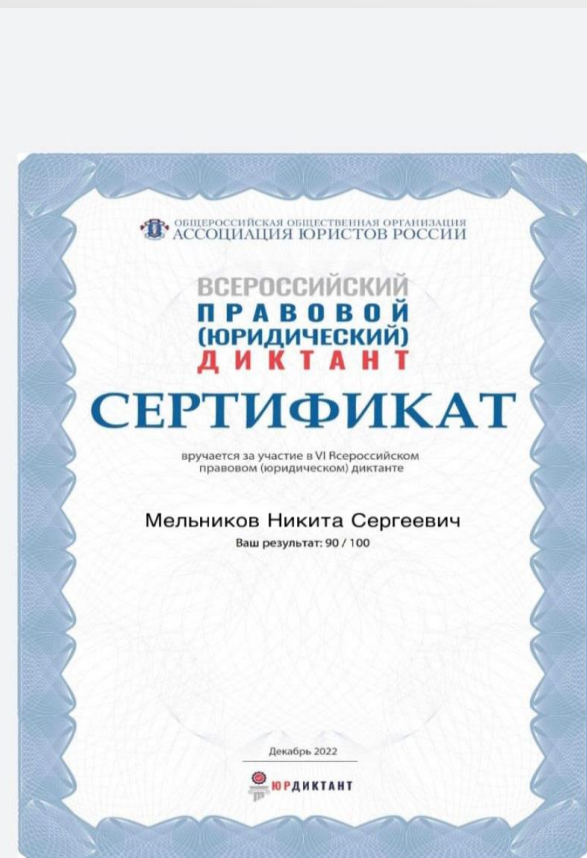 ОБЩЕРОССИЙСКАЯ ОБЩЕСТВЕННАЯ ОРГАНИЗАЦИЯ
АССОЦИАЦИЯ ЮРИСТОВ РОССИИ
ВСЕРОССИЙСКИЙ
ПРАВОВОЙ
(ЮРИДИЧЕСКИЙ)
ДИКТАНТ
СЕРТИФИКАТ
вручается за участие в VI Всероссийском
правовом (юридическом) диктанте
Мельников Никита Сергеевич
Ваш результат: 90 / 100
Декабрь 2022
ЮРДИКТАНТ